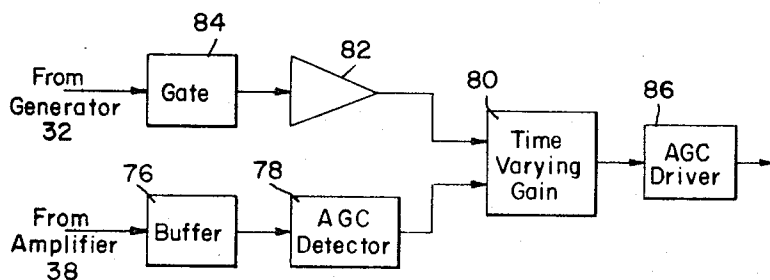 84
82
From
Generator
32
Gate
80
Time
Varying
Gain
86
AGC
Driver
76
78
From
Amplifier
38
Buffer
AGC
Detector